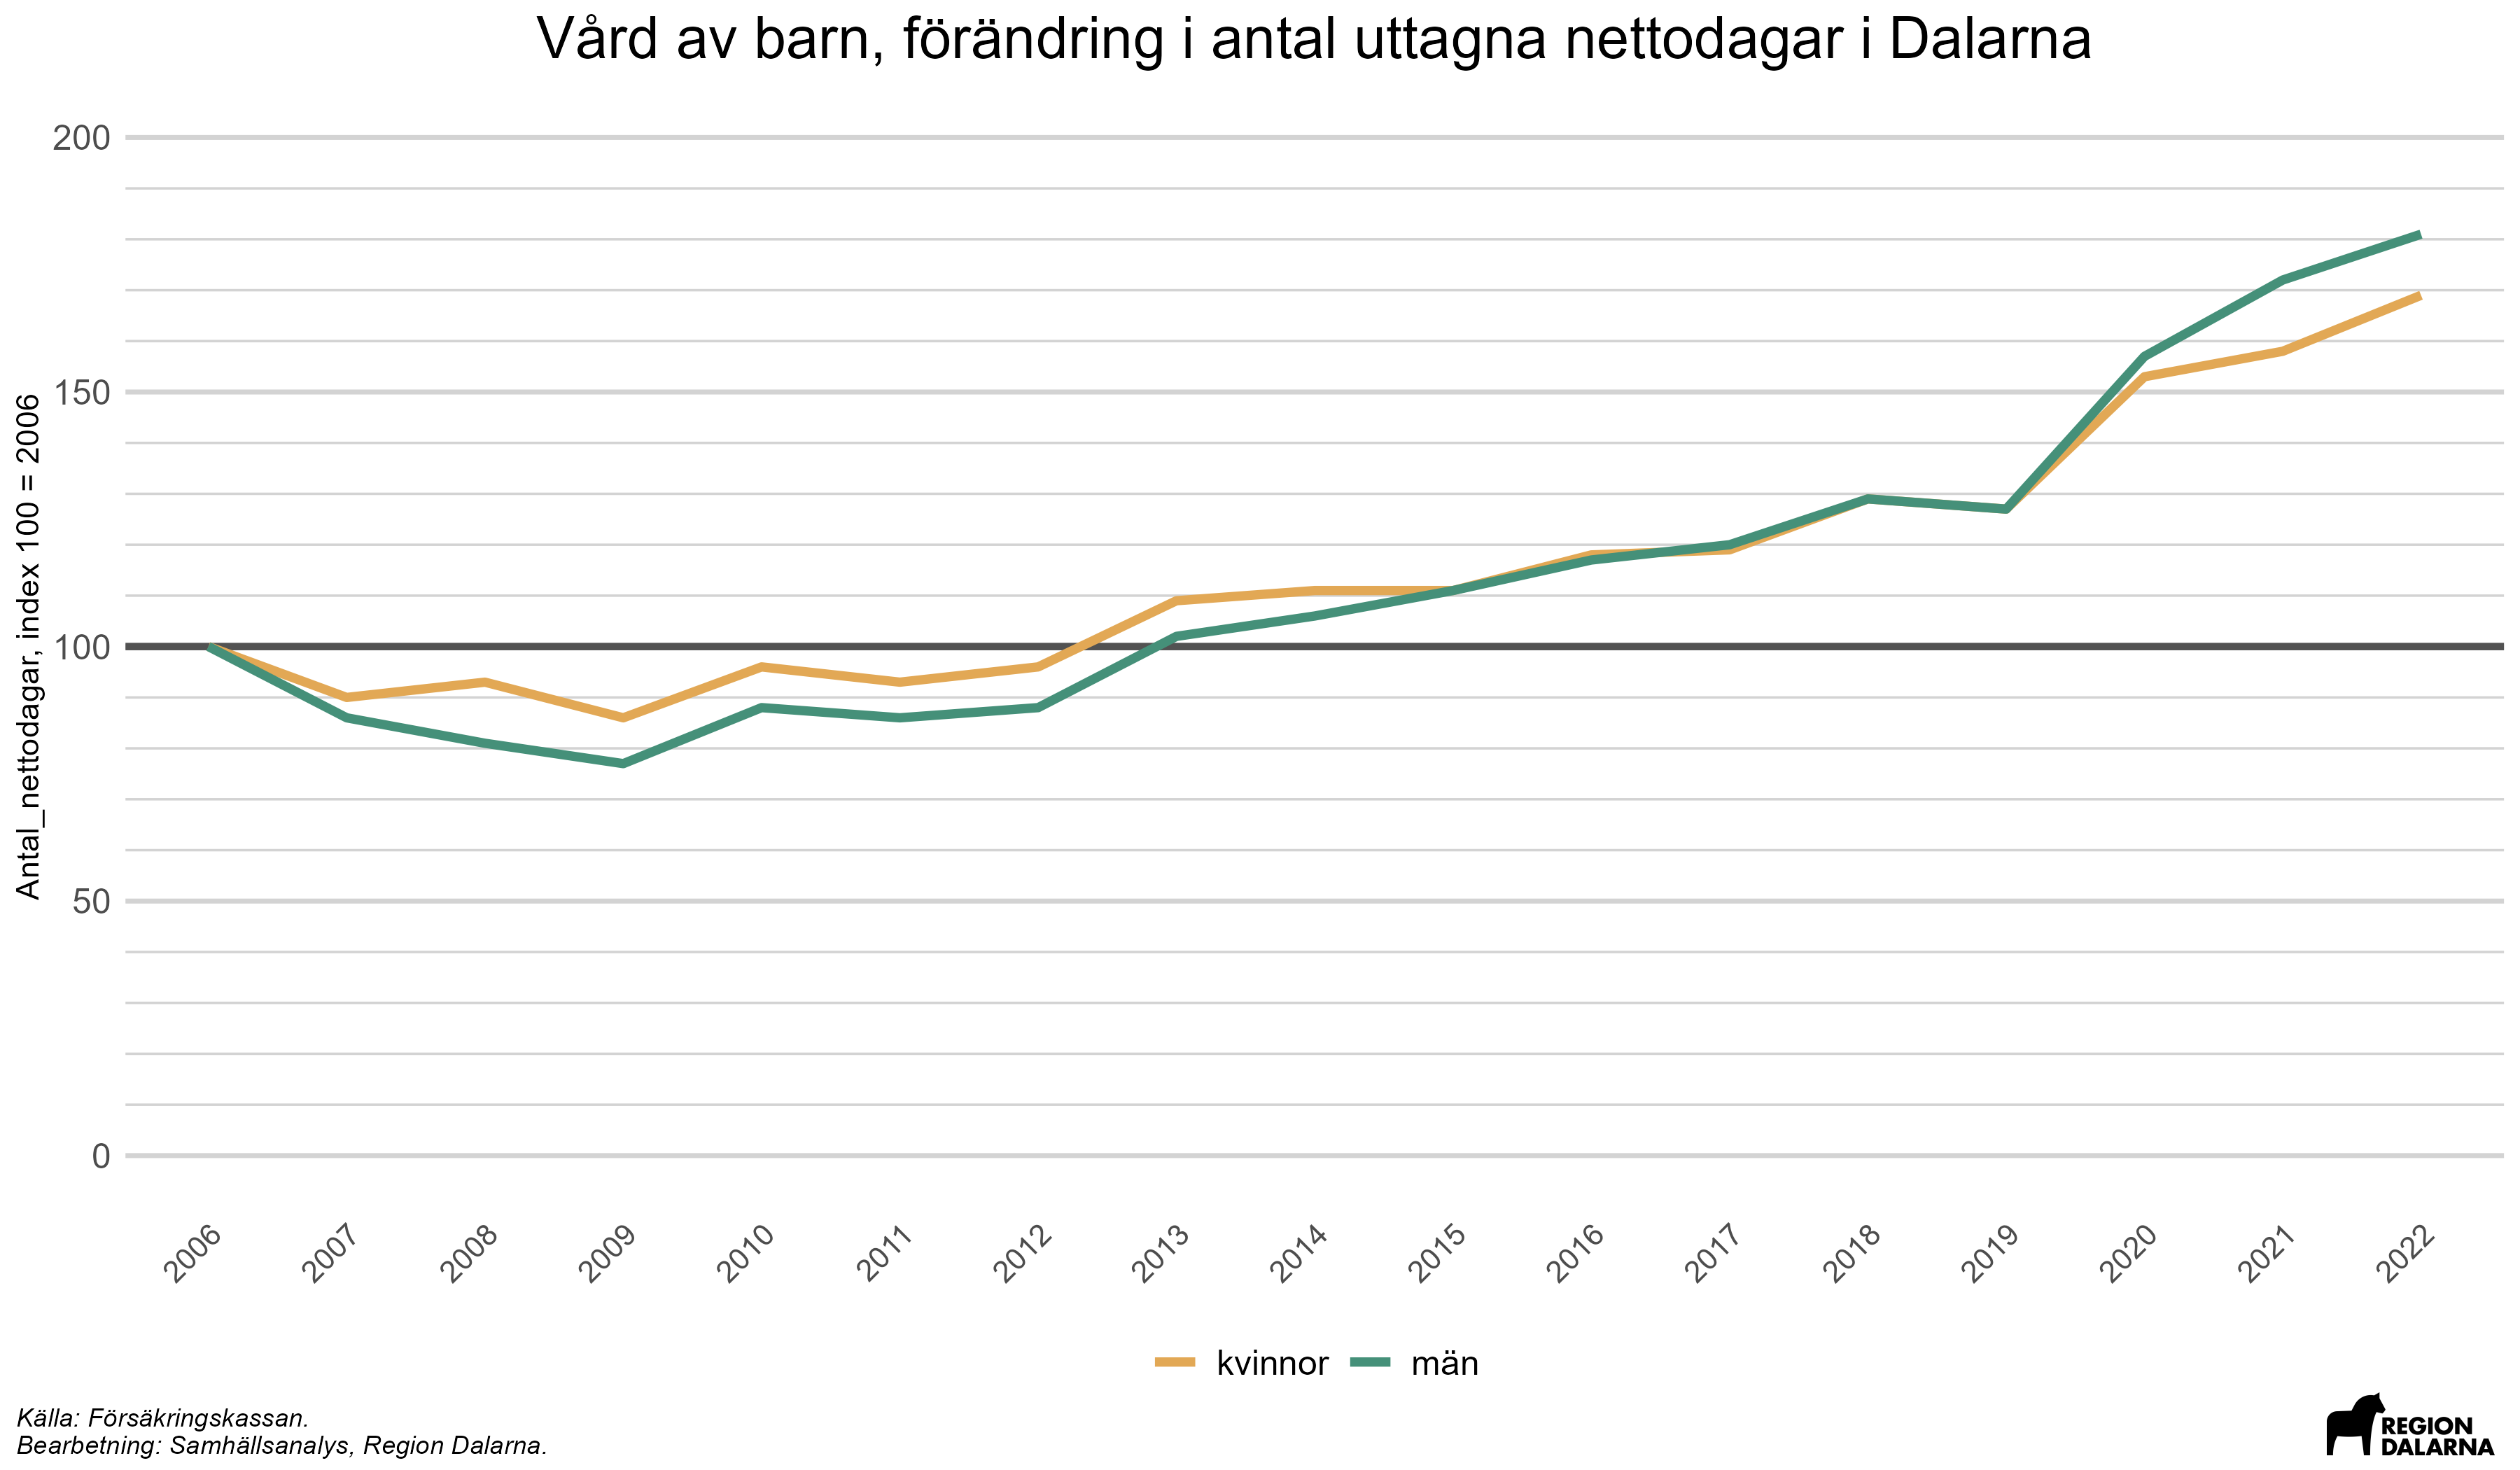 Vård av barn, förändring i antal uttagna nettodagar i Dalarna
Antal_nettodagar, index 100 = 2006
200
150
100
50
0
2006
2007
2008
2009
2010
2011
2012
2013
2014
2015
2016
2017
2018
2019
2020
2021
2022
kvinnor
män
Källa: Försäkringskassan.
Bearbetning: Samhällsanalys, Region Dalarna.
REGION
DALARNA